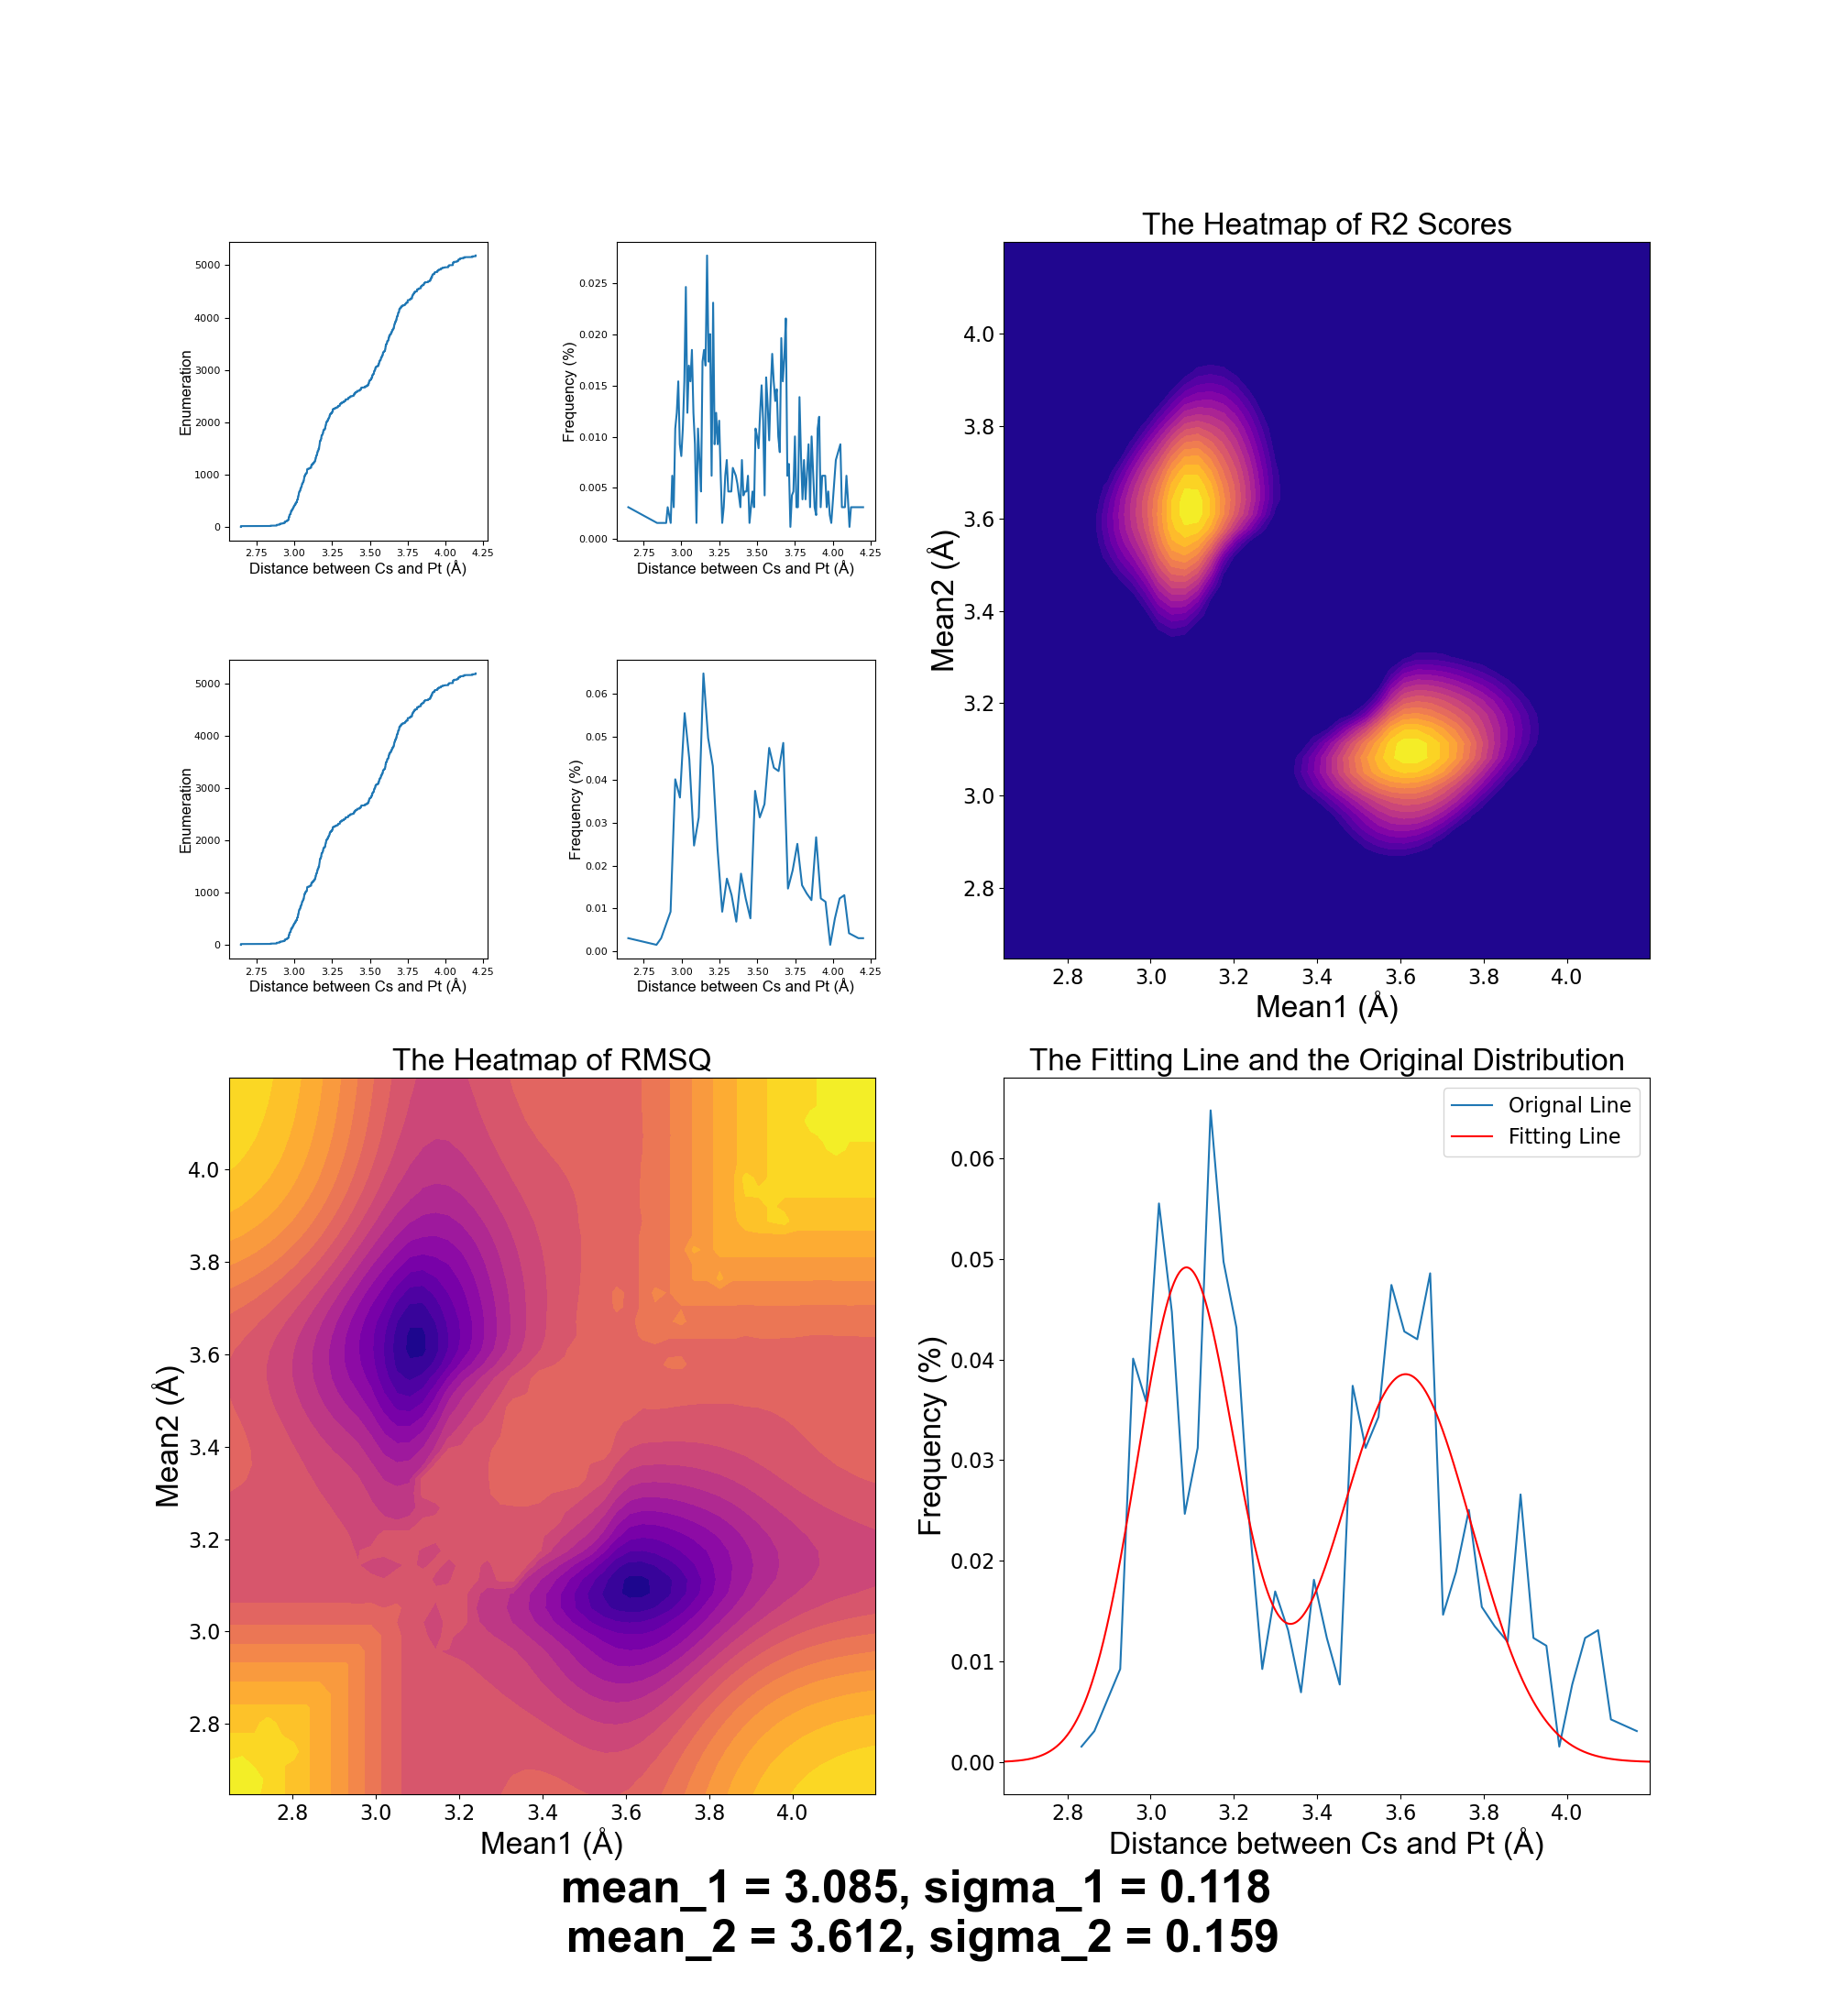 5000
4000
3000
2000
1000
0
Enumeration
2.75 3.00 3.25 3.50 3.75 4.00 4.25
Distance between Cs and Pt (Å)
0.025
0.020
0.015
0.010
0.005
0.000
Frequency (%)
2.75 3.00 3.25 3.50 3.75 4.00 4.25
Distance between Cs and Pt (Å)
The Heatmap of R2 Scores
4.0
3.8
3.6
3.4
3.2
3.0
2.8
Mean2 (Å)
2.8 3.0 3.2 3.4 3.6 3.8 4.0
Mean1 (Å)
5000
4000
3000
2000
1000
0
Enumeration
2.75 3.00 3.25 3.50 3.75 4.00 4.25
Distance between Cs and Pt (Å)
0.06
0.05
0.04
0.03
0.02
0.01
0.00
Frequency (%)
2.75 3.00 3.25 3.50 3.75 4.00 4.25
Distance between Cs and Pt (Å)
The Heatmap of RMSQ
4.0
3.8
3.6
3.4
3.2
3.0
2.8
Mean2 (Å)
2.8 3.0 3.2 3.4 3.6 3.8 4.0
Mean1 (Å)
The Fitting Line and the Original Distribution
Orignal Line
Fitting Line
0.06
0.05
0.04
0.03
0.02
0.01
0.00
Frequency (%)
2.8 3.0 3.2 3.4 3.6 3.8 4.0
Distance between Cs and Pt (Å)
mean_1 = 3.085, sigma_1 = 0.118
mean_2 = 3.612, sigma_2 = 0.159